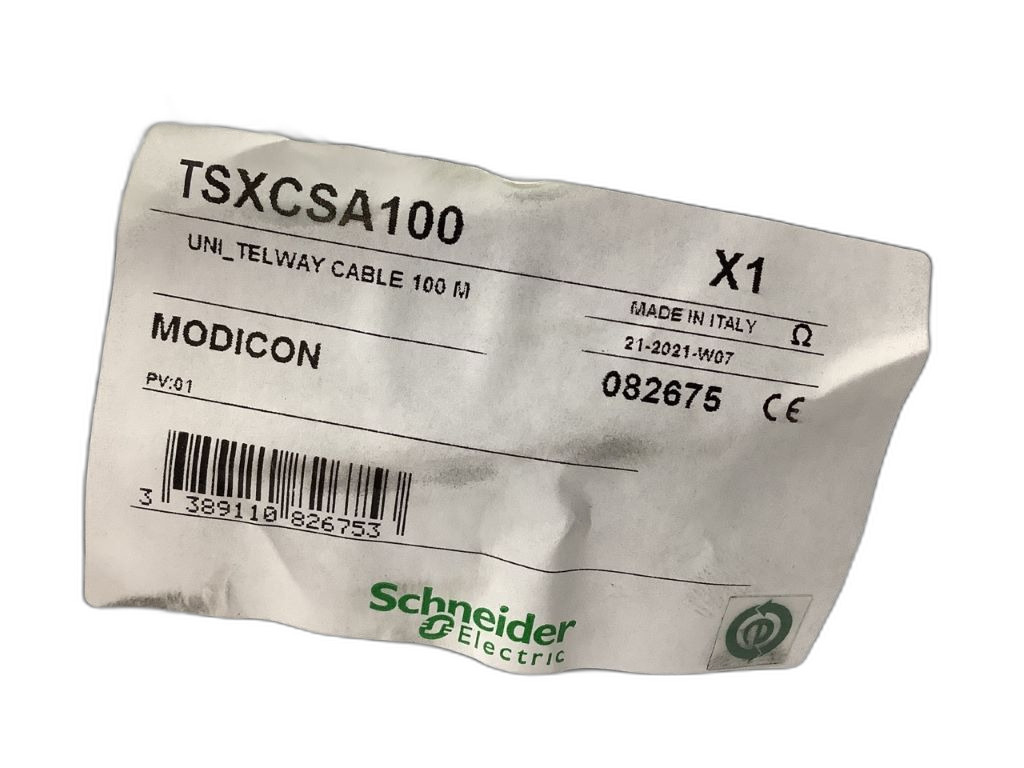 TSXCSA100
X1
UNI_TELWAY CABLE 100 M
MADE IN ITALY Ω
21-2021-W07
MODICON
082675 CE
PV:01
3 389110 826753
Schneider
Electric